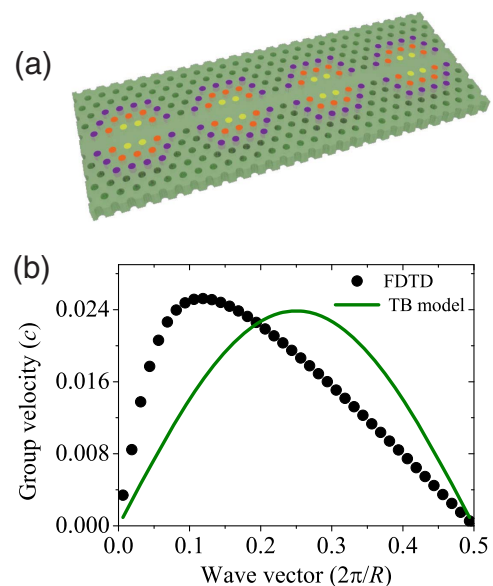 (a)
(b)
FDTD
TB model
0.024
0.016
0.008
0.000
Group velocity (c)
0.0 0.1 0.2 0.3 0.4 0.5
Wave vector (2π/R)